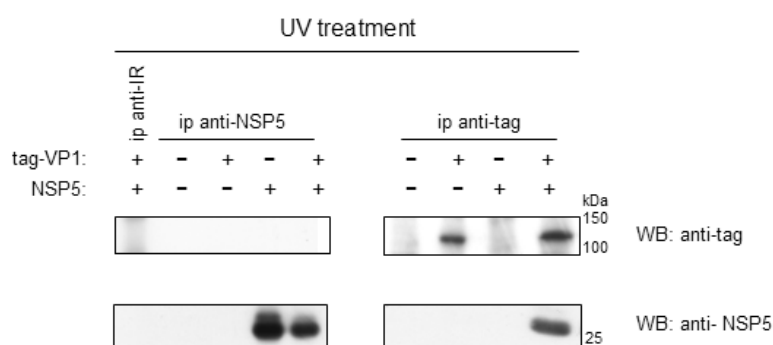 UV treatment
ip anti-IR
ip anti-NSP5
ip anti-tag
tag-VP1: + - + - + - + - +
NSP5: + - - + + - - + +
kDa
150
100
WB: anti-tag
25
WB: anti- NSP5